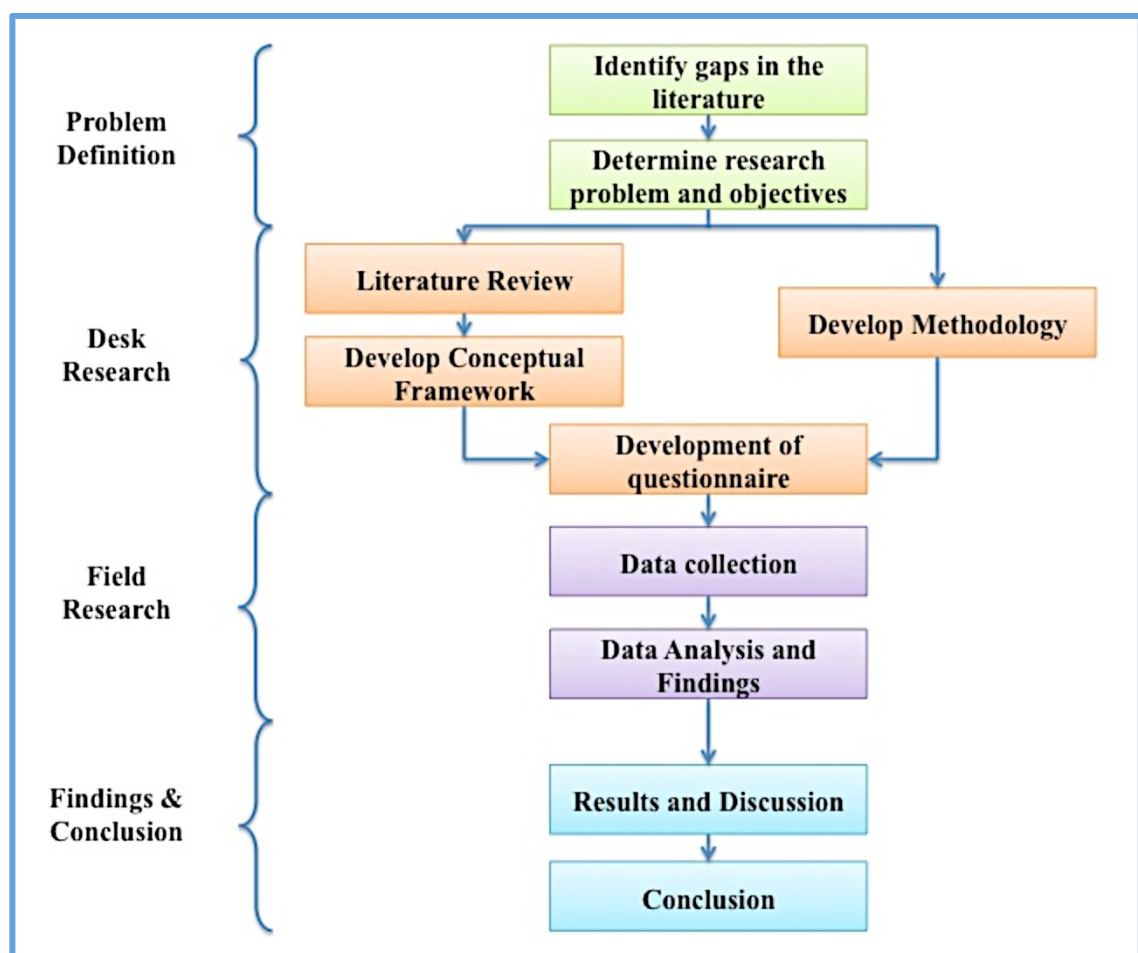 Identify gaps in the
literature
Problem
Definition
Determine research
problem and objectives
Literature Review
Develop Methodology
Desk
Research
Develop Conceptual
Framework
Development of
questionnaire
Field
Research
Data collection
Data Analysis and
Findings
Findings &
Conclusion
Results and Discussion
Conclusion